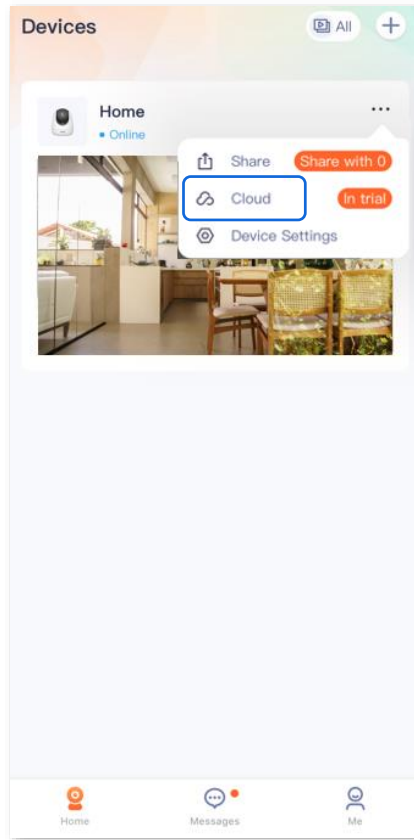 Devices
All
Home
Online
Share Share with 0
Cloud In trial
Device Settings
Home Messages Me